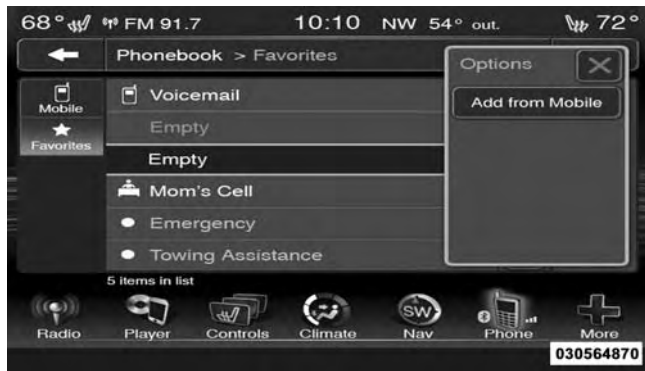 68° FM 91.7 10:10 NW 54° out. 72°
Phonebook > Favorites
Options
Mobile
Favorites
Voicemail
Add from Mobile
Empty
Empty
Mom's Cell
Emergency
Towing Assistance
5 items in list
SW
Radio Player Controls Climate Nav Phone More
030564870